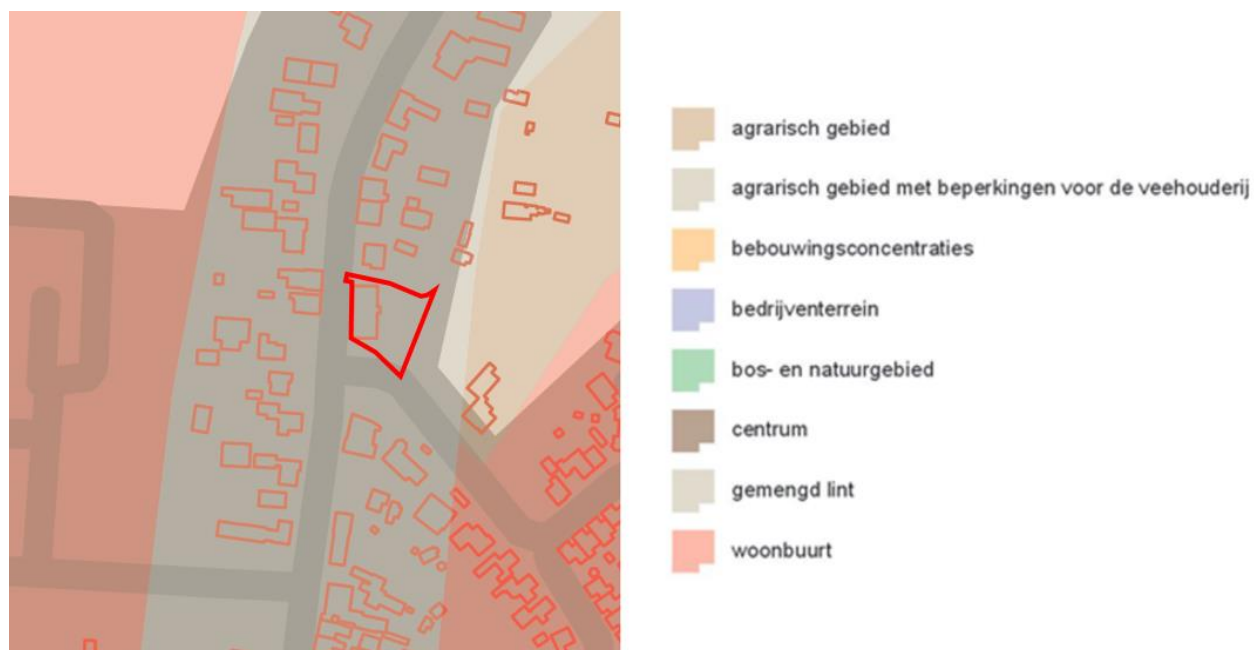 agrarisch gebied
agrarisch gebied met beperkingen voor de veehouderij
bebouwingsconcentraties
bedrijventerrein
bos- en natuurgebied
centrum
gemengd lint
woonbuurt